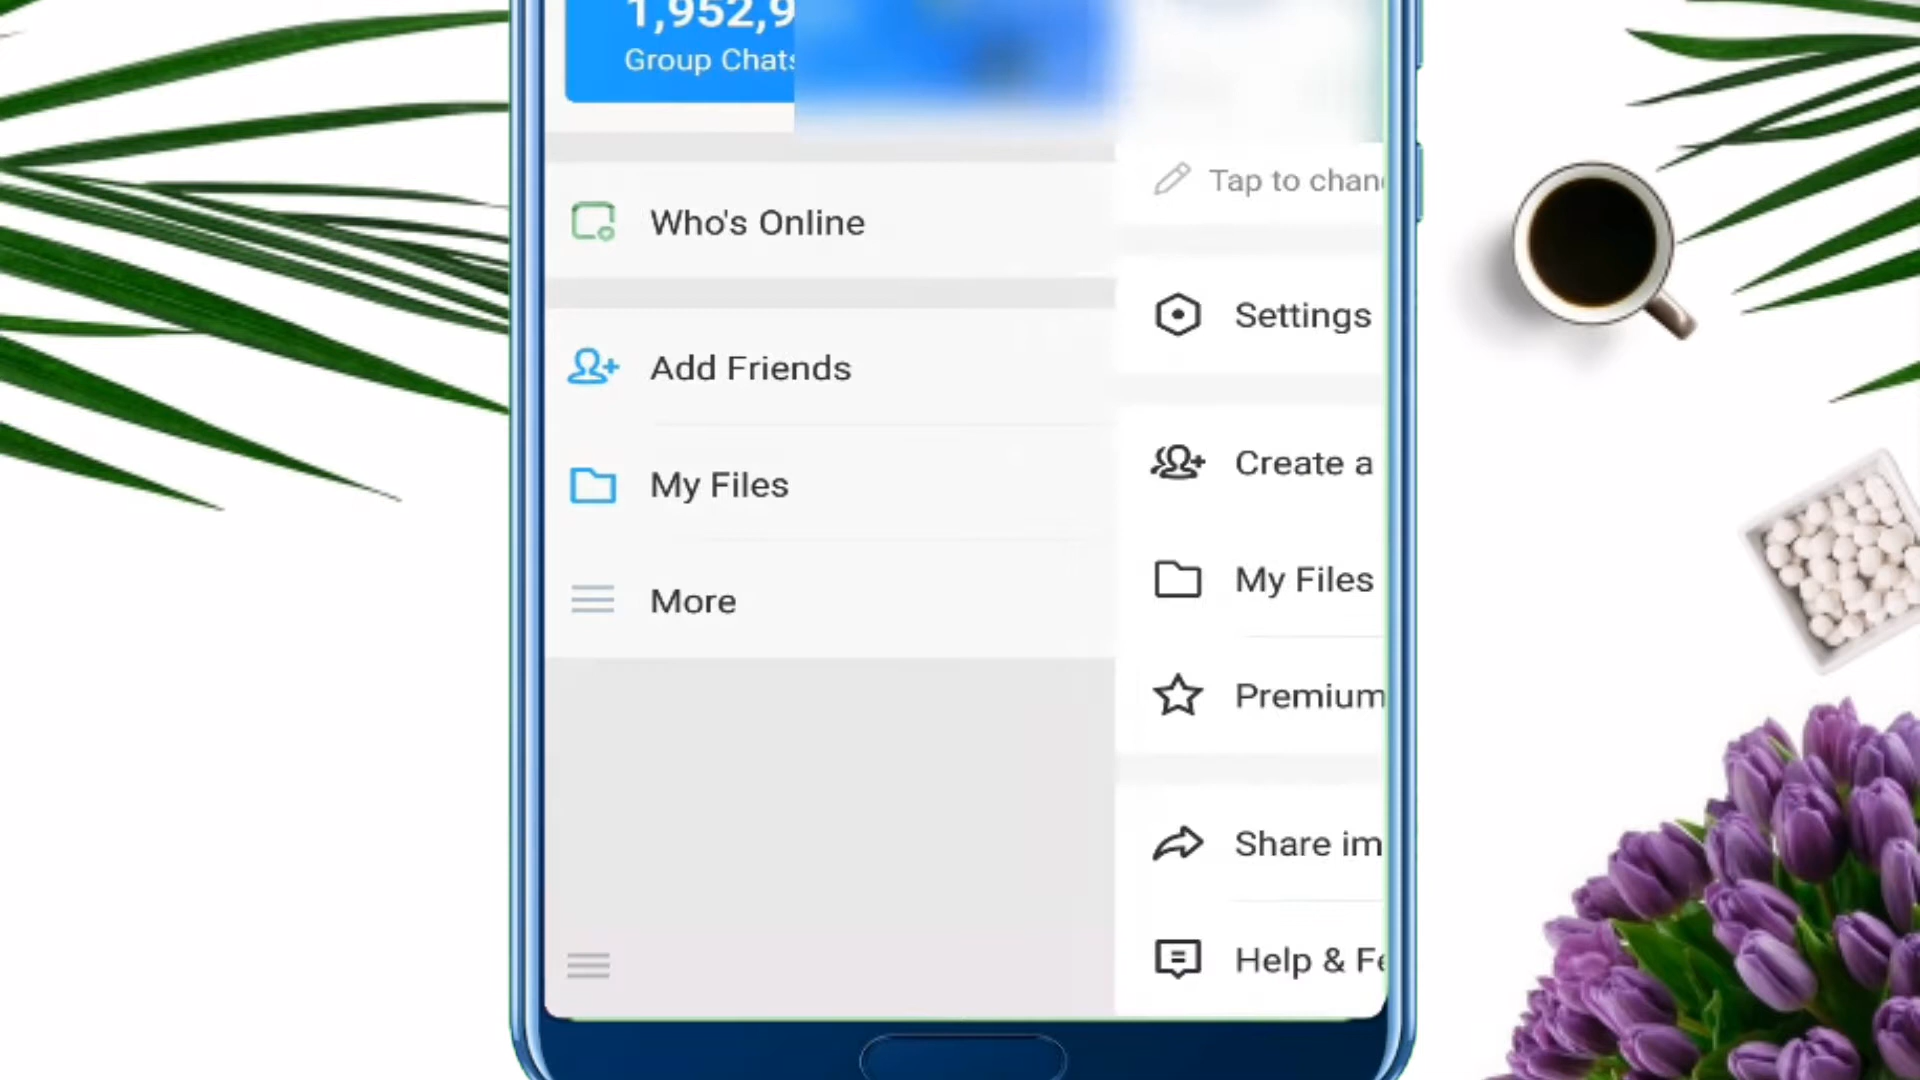 1,952,9
Group Chats
Who's Online
Add Friends
My Files
More
Tap to chan
Settings
Create a
My Files
Premium
Share im
Help & Fe